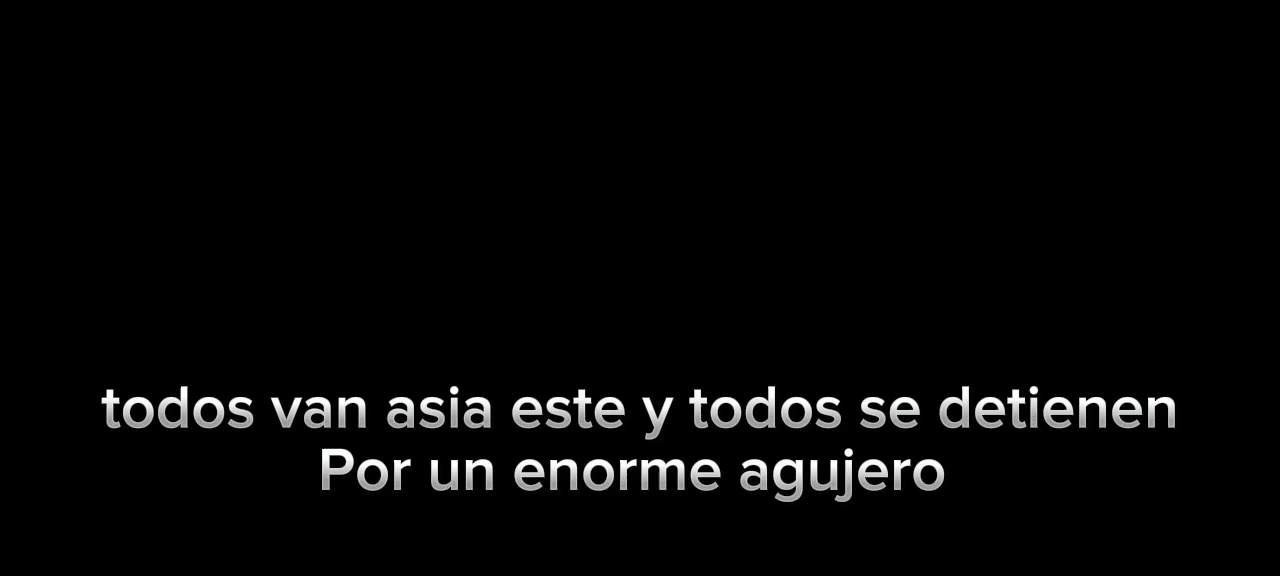 todos van asia este y todos se detienen
Por un enorme agujero